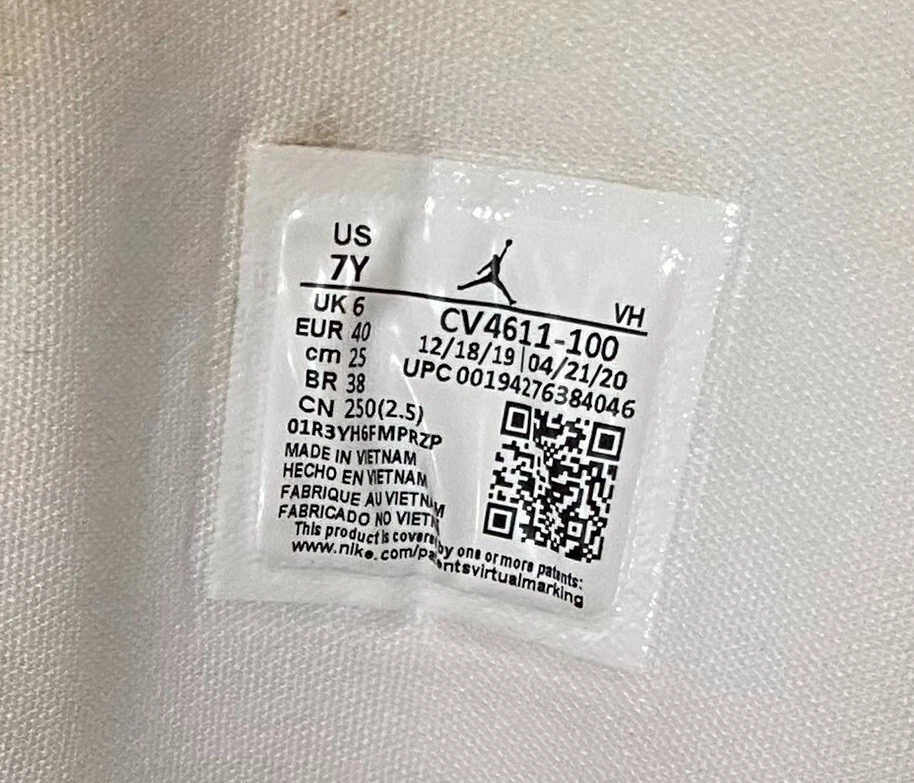 US
7Y
UK 6
EUR 40
cm 25
BR 38
CN 250(2.5)
VH
CV4611-100
12/18/19|04/21/20
UPC 00194276384046
01R3YH6FMPRZP
MADE IN VIETNAM
HECHO EN VIETNAM
FABRIQUE AU VIETNAM
FABRICADO NO
This product is covered by one or more patents:
www.nike.com/patentsvirtualmarking